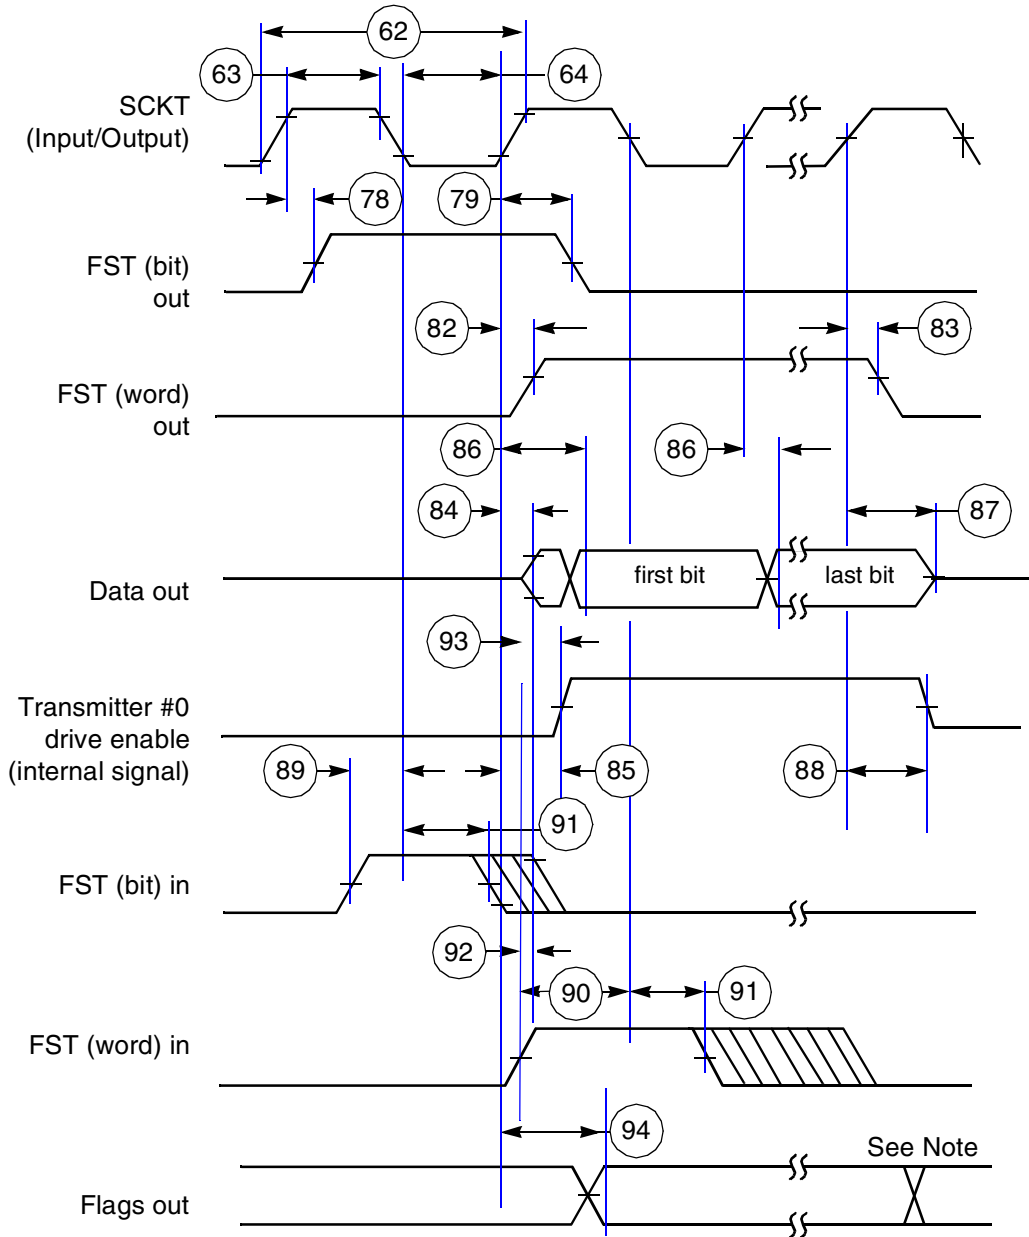 62
63
64
SCKT
(Input/Output)
78
79
FST (bit)
out
82
83
FST (word)
out
86
86
84
87
first bit
last bit
Data out
93
Transmitter #0
drive enable
(internal signal)
89
85
88
91
FST (bit) in
92
90
91
FST (word) in
94
See Note
Flags out